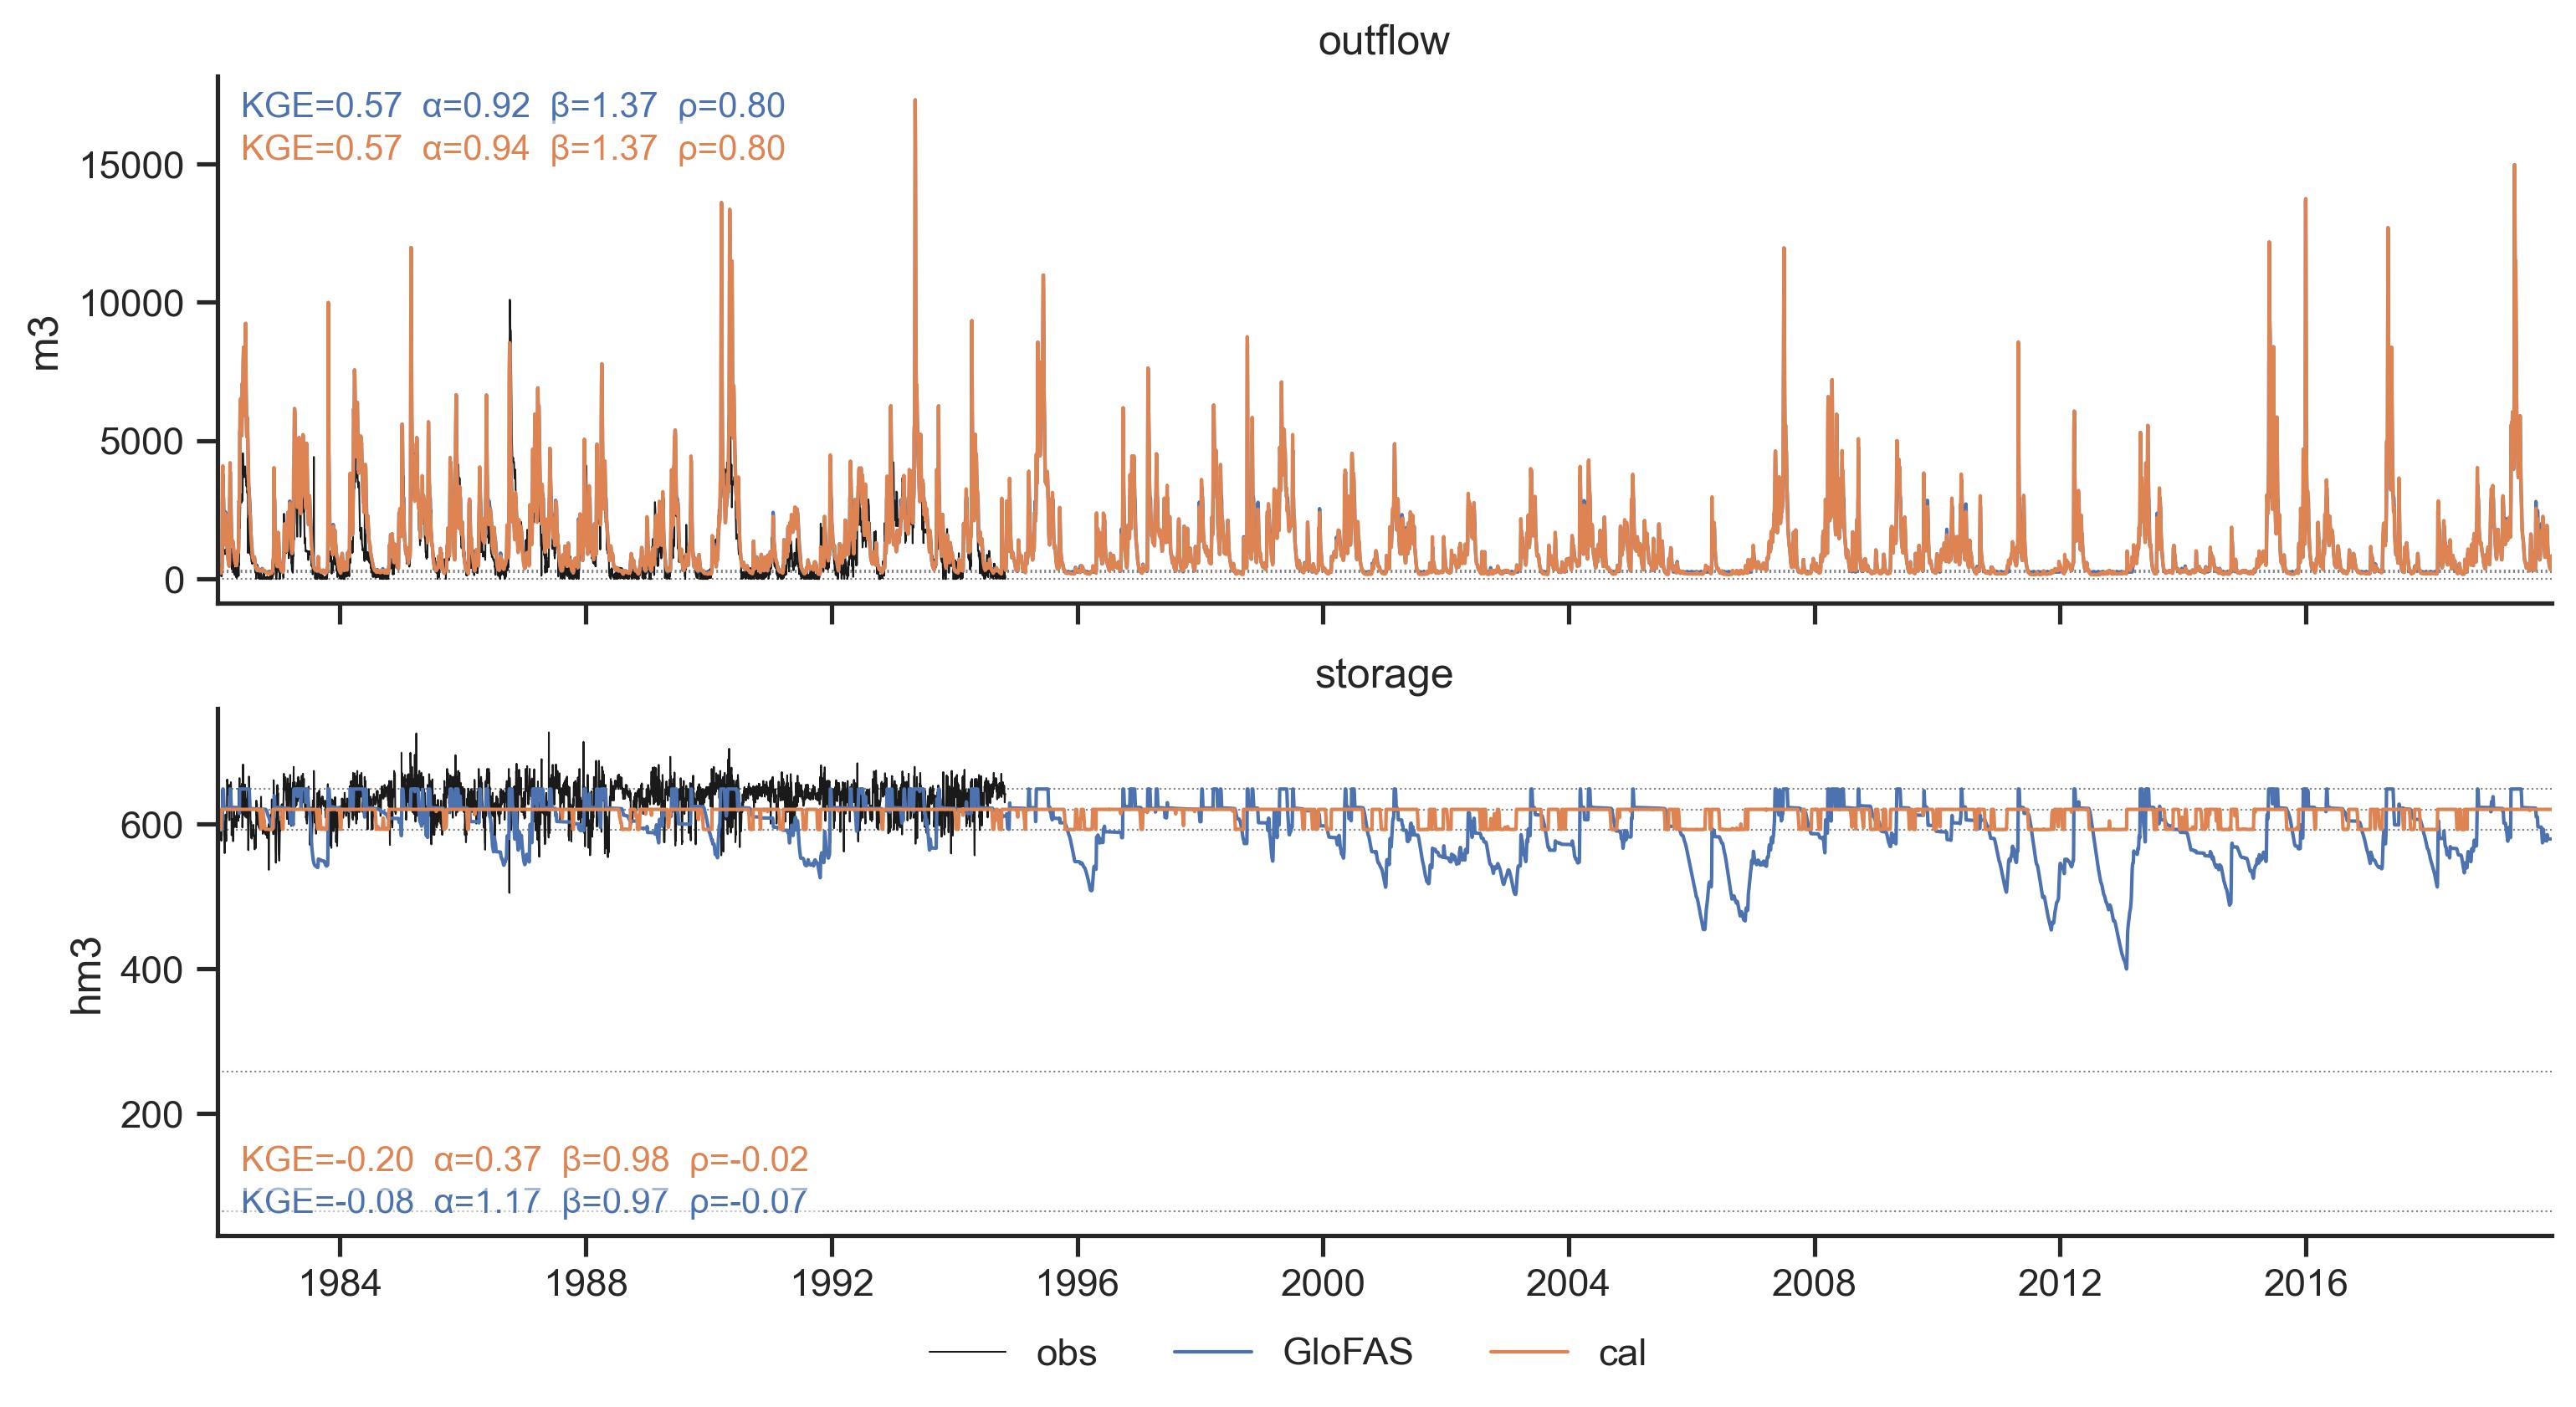 outflow
KGE=0.57 α=0.92 β=1.37 ρ=0.80
KGE=0.57 α=0.94 β=1.37 ρ=0.80
15000
10000
5000
0
m3
storage
600
400
200
hm3
KGE=-0.20 α=0.37 β=0.98 ρ=-0.02
KGE=-0.08 α=1.17 β=0.97 ρ=-0.07
1984 1988 1992 1996 2000 2004 2008 2012 2016
obs GloFAS cal